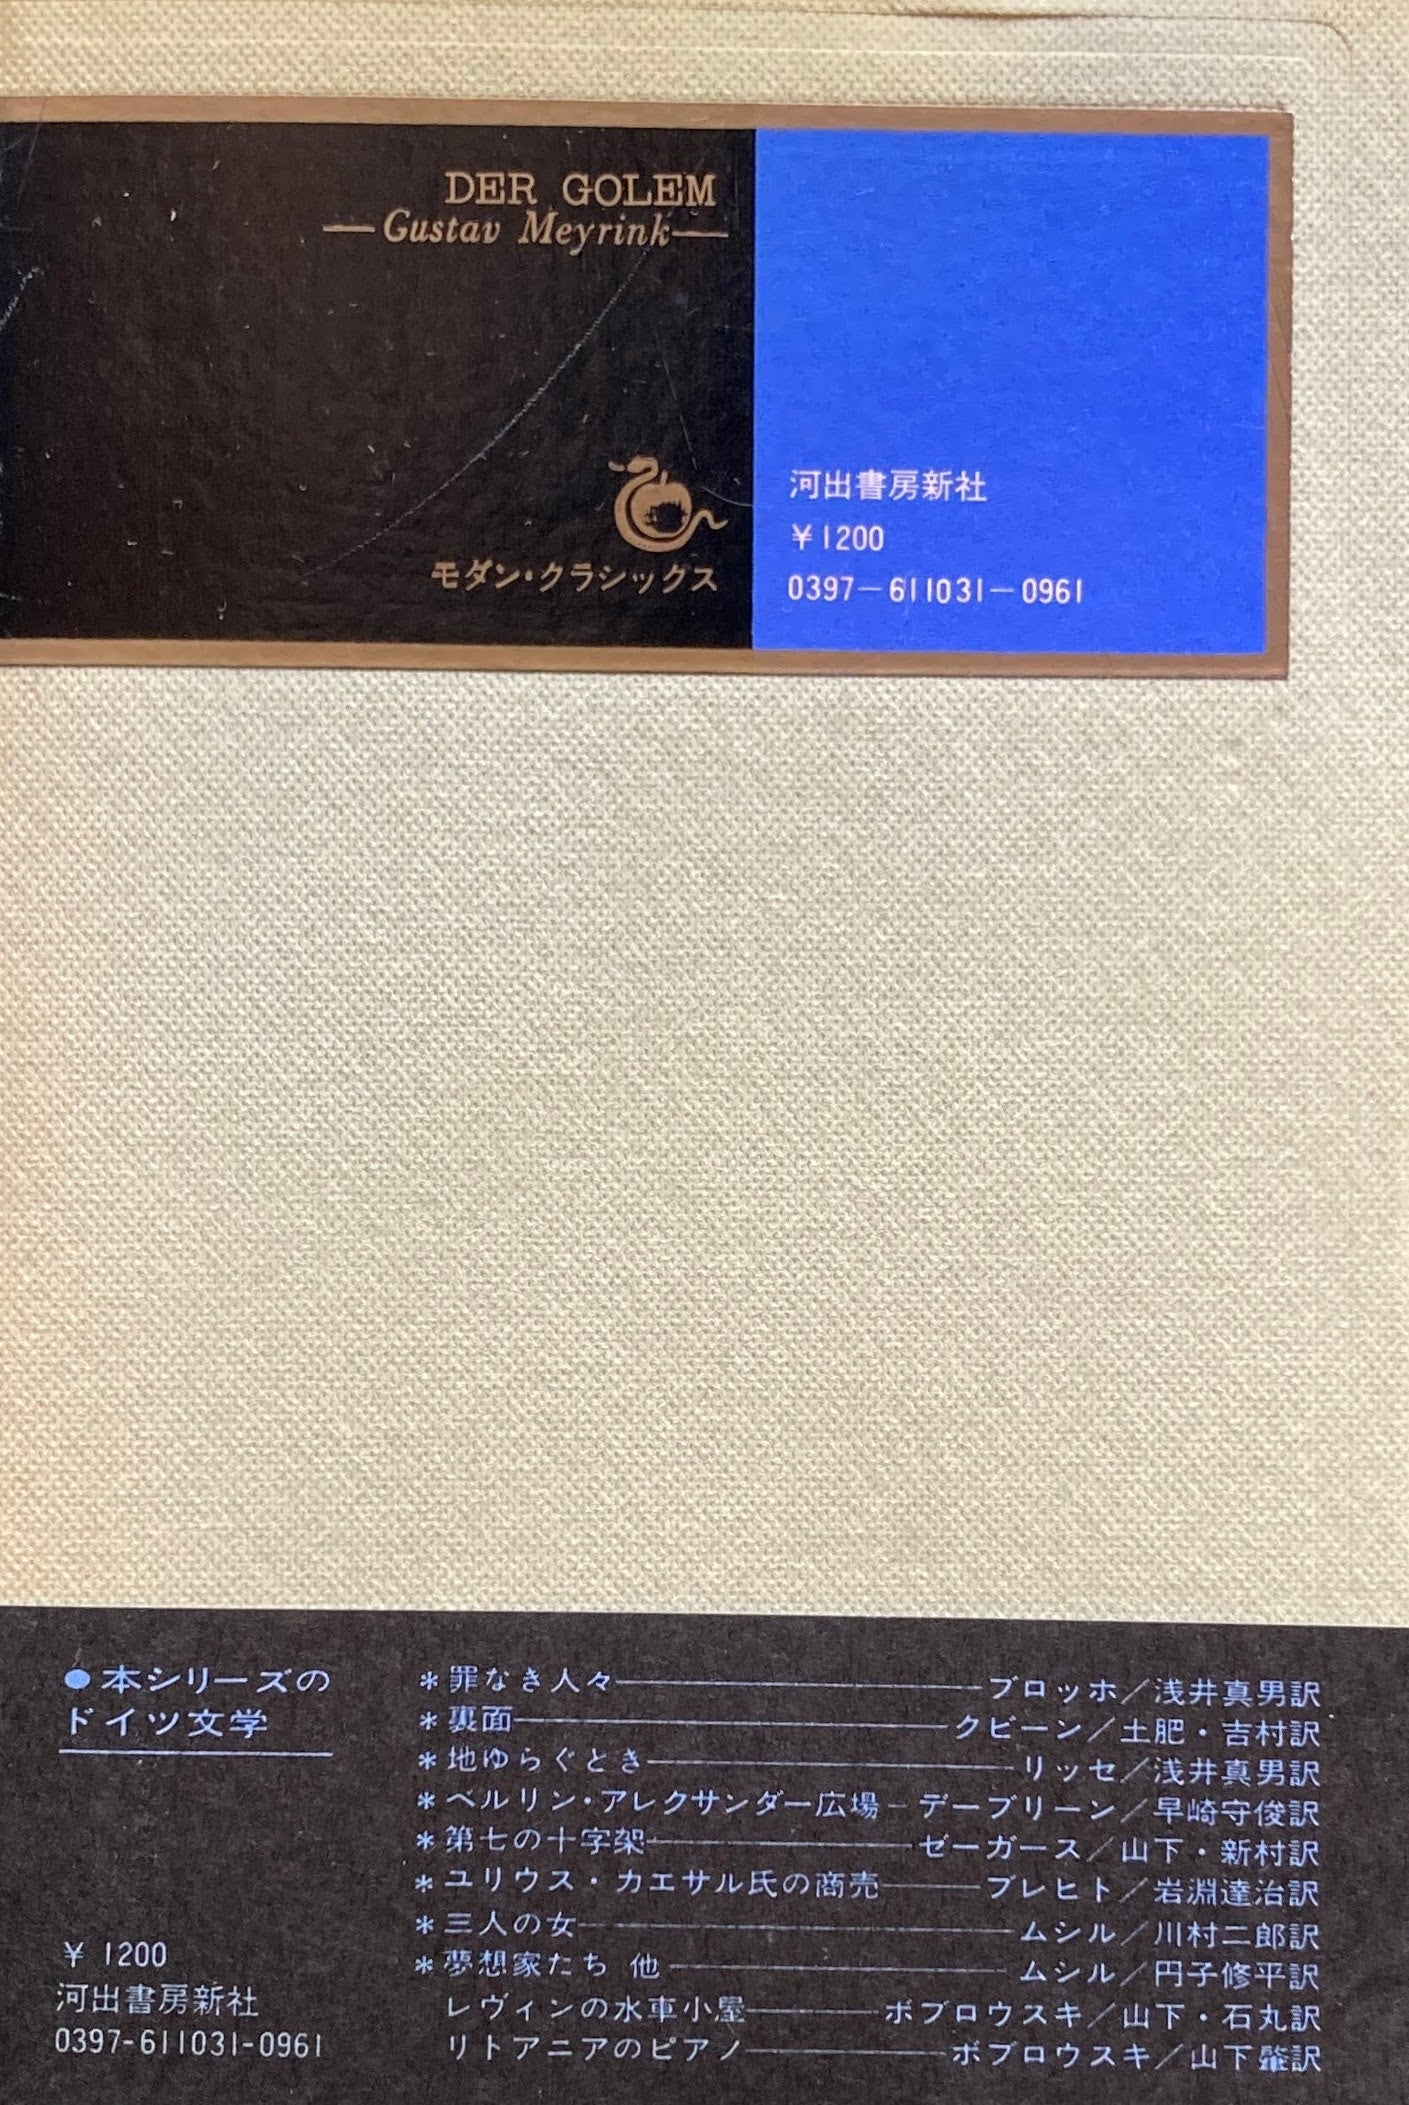 DER GOLEM
—Gustav Meyrink—
モダン・クラシックス
河出書房新社
¥1200
0397-611031-0961
●本シリーズの
ドイツ文学
*罪なき人々―ブロッホ／浅井真男訳
*裏面―クビーン／土肥・吉村訳
*地ゆらぐとき―リッセ／浅井真男訳
*ベルリン・アレクサンダー広場―デーブリーン／早崎守俊訳
*第七の十字架―ゼーガース／山下・新村訳
*ユリウス・カエサル氏の商売―ブレヒト／岩淵達治訳
*三人の女―ムシル／川村二郎訳
*夢想家たち 他―ムシル／円子修平訳
レヴィンの水車小屋―ボブロウスキ／山下・石丸訳
リトアニアのピアノ―ボブロウスキ／山下肇訳
¥ 1200
河出書房新社
0397-611031-0961